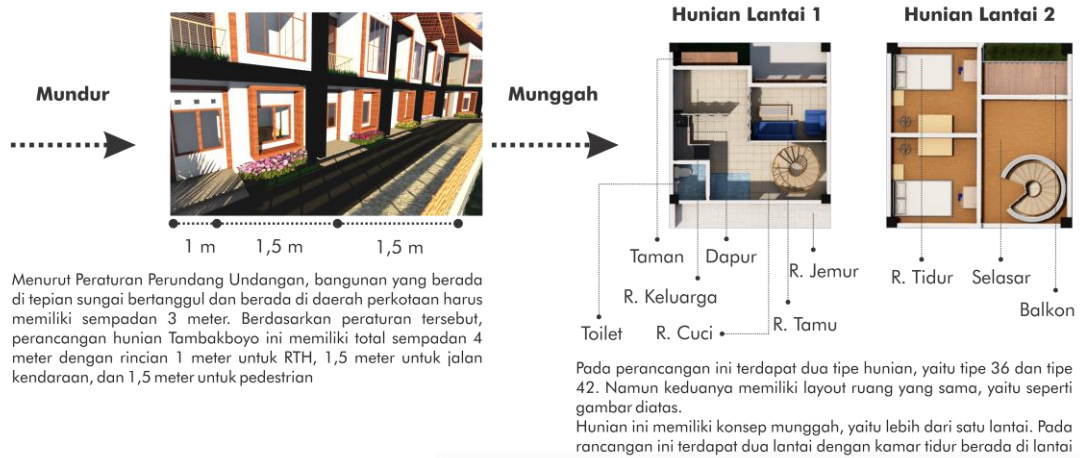 Mundur
1 m
1,5 m
1,5 m
Menurut Peraturan Perundang Undangan, bangunan yang berada
di tepian sungai bertanggul dan berada di daerah perkotaan harus
memiliki sempadan 3 meter. Berdasarkan peraturan tersebut,
perancangan hunian Tambakboyo ini memiliki total sempadan 4
meter dengan rincian 1 meter untuk RTH, 1,5 meter untuk jalan
kendaraan, dan 1,5 meter untuk pedestrian
Munggah
Hunian Lantai 1
Hunian Lantai 2
Taman
Dapur
R. Jemur
R. Keluarga
R. Tamu
Toilet
R. Cuci
R. Tidur
Selasar
Balkon
Pada perancangan ini terdapat dua tipe hunian, yaitu tipe 36 dan tipe
42. Namun keduanya memiliki layout ruang yang sama, yaitu seperti
gambar diatas.
Hunian ini memiliki konsep munggah, yaitu lebih dari satu lantai. Pada
rancangan ini terdapat dua lantai dengan kamar tidur berada di lantai